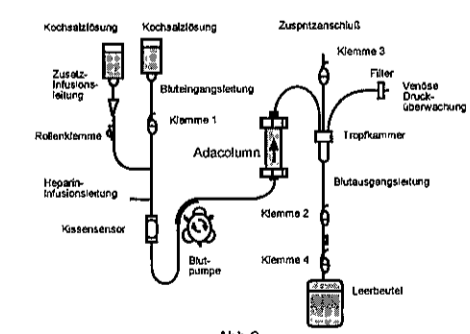 Kochsalzlösung
Kochsalzlösung
Zuspritzanschluß
Klemme 3
Filter
Zusatz-
Infusions-
leitung
Bluteingangsleitung
Venöse
Druck-
überwachung
Rollenklemme
Klemme 1
Adacolumn
Tropfkammer
Heparin-
Infusionsleitung
Blutausgangsleitung
Kissensensor
Klemme 2
Blut-
pumpe
Klemme 4
Leerbeutel